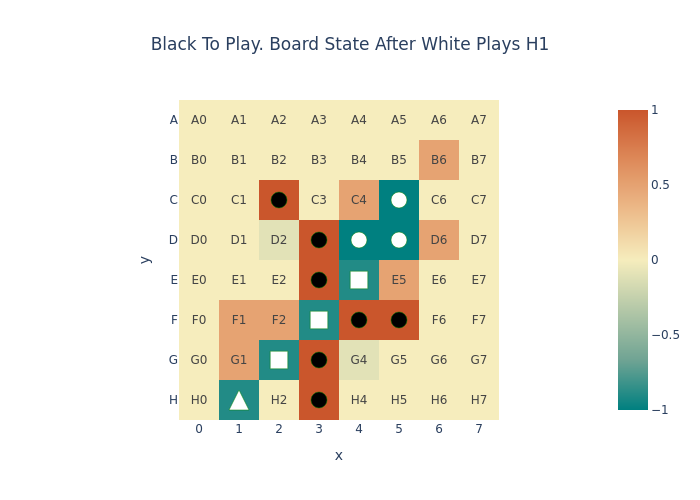 Black To Play. Board State After White Plays H1
A A0 A1 A2 A3 A4 A5 A6 A7
B B0 B1 B2 B3 B4 B5 B6 B7
C C0 C1 C3 C4 C6 C7
D D0 D1 D2 D6 D7
E E0 E1 E2 E5 E6 E7
F F0 F1 F2 F6 F7
G G0 G1 G4 G5 G6 G7
H H0 H2 H4 H5 H6 H7
0 1 2 3 4 5 6 7
x
y
1
0.5
0
−0.5
−1